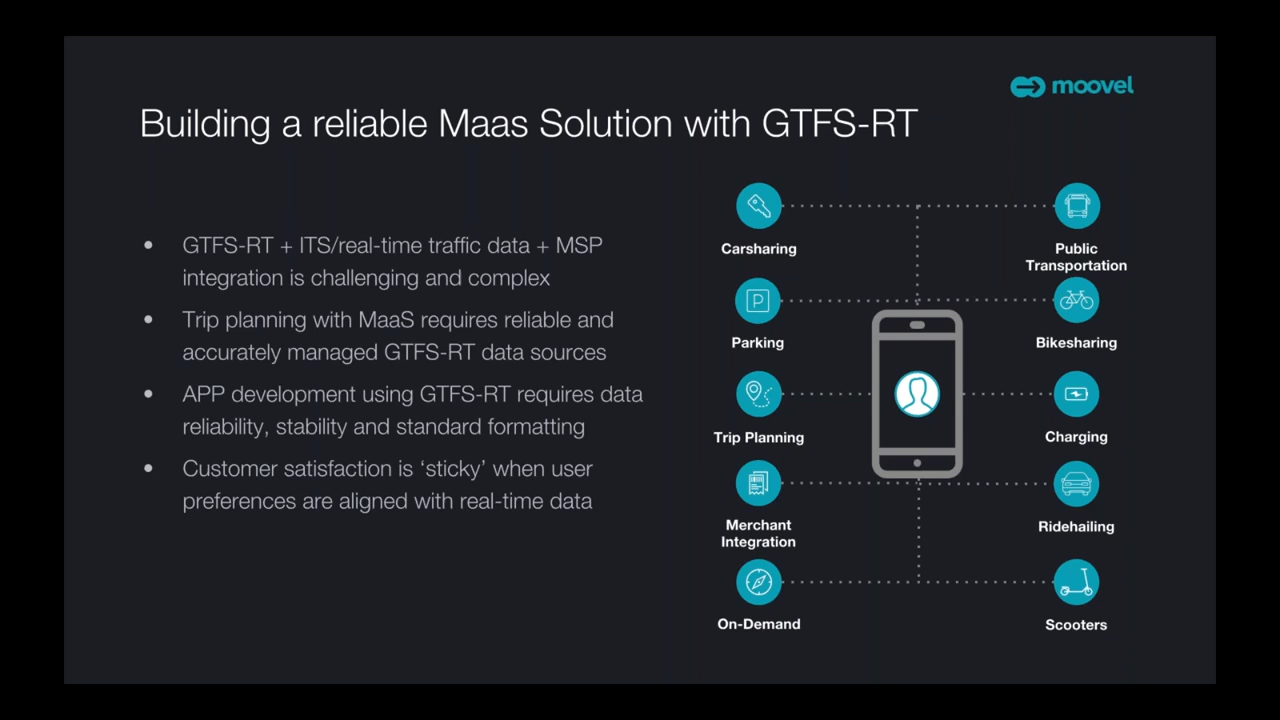 moovel
Building a reliable Maas Solution with GTFS-RT
• GTFS-RT + ITS/real-time traffic data + MSP
integration is challenging and complex
• Trip planning with MaaS requires reliable and
accurately managed GTFS-RT data sources
• APP development using GTFS-RT requires data
reliability, stability and standard formatting
• Customer satisfaction is ‘sticky’ when user
preferences are aligned with real-time data
Carsharing
Public
Transportation
P
Parking
Bikesharing
Trip Planning
Charging
Merchant
Integration
Ridehailing
On-Demand
Scooters